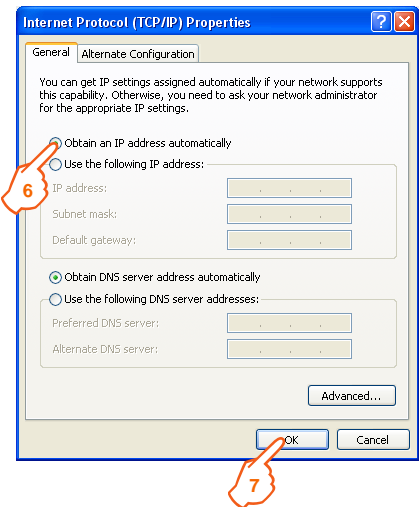 Internet Protocol (TCP/IP) Properties
General
Alternate Configuration
You can get IP settings assigned automatically if your network supports
this capability. Otherwise, you need to ask your network administrator
for the appropriate IP settings.
Obtain an IP address automatically
Use the following IP address:
6
IP address:
Subnet mask:
Default gateway:
Obtain DNS server address automatically
Use the following DNS server addresses:
Preferred DNS server:
Alternate DNS server:
Advanced...
OK
Cancel
7